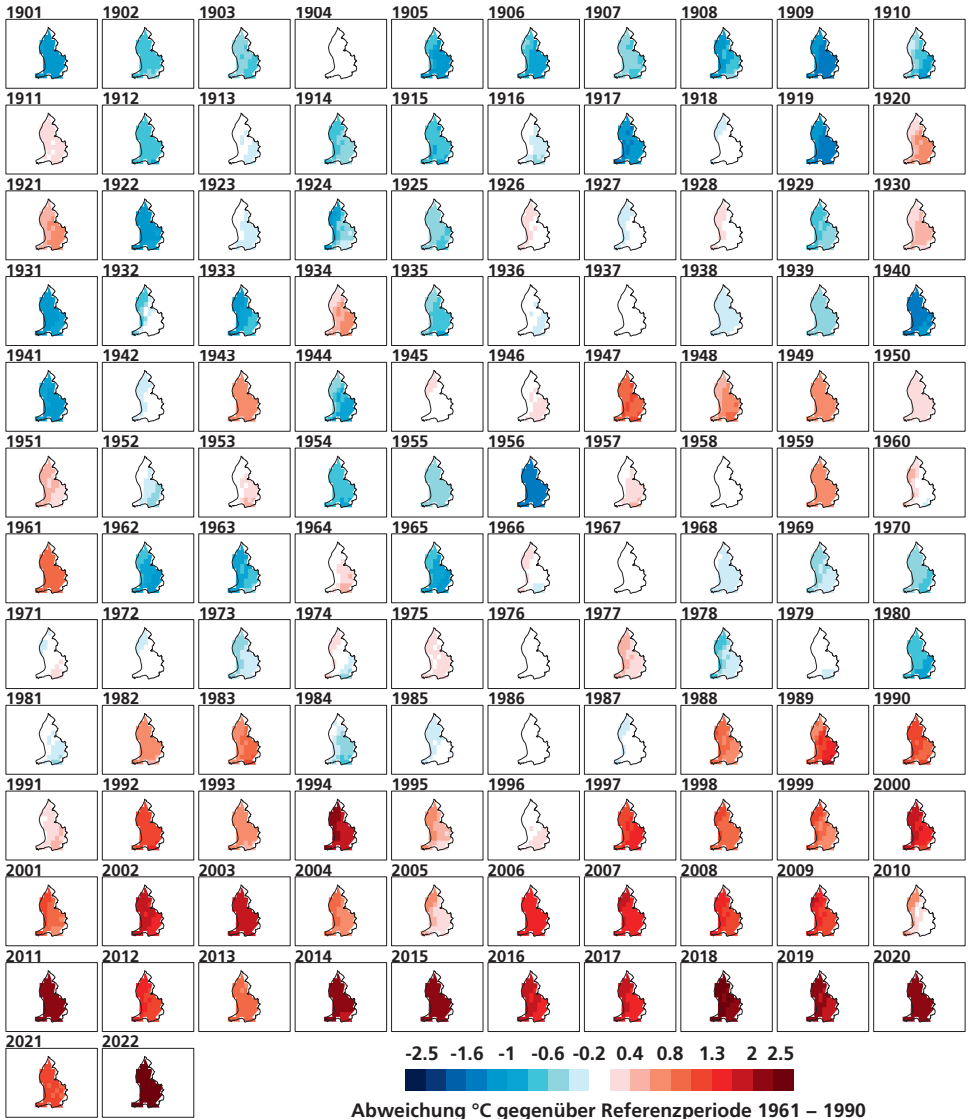 1901 1902 1903 1904 1905 1906 1907 1908 1909 1910
1911 1912 1913 1914 1915 1916 1917 1918 1919 1920
1921 1922 1923 1924 1925 1926 1927 1928 1929 1930
1931 1932 1933 1934 1935 1936 1937 1938 1939 1940
1941 1942 1943 1944 1945 1946 1947 1948 1949 1950
1951 1952 1953 1954 1955 1956 1957 1958 1959 1960
1961 1962 1963 1964 1965 1966 1967 1968 1969 1970
1971 1972 1973 1974 1975 1976 1977 1978 1979 1980
1981 1982 1983 1984 1985 1986 1987 1988 1989 1990
1991 1992 1993 1994 1995 1996 1997 1998 1999 2000
2001 2002 2003 2004 2005 2006 2007 2008 2009 2010
2011 2012 2013 2014 2015 2016 2017 2018 2019 2020
2021 2022
-2.5 -1.6 -1 -0.6 -0.2 0.4 0.8 1.3 2 2.5
Abweichung °C gegenüber Referenzperiode 1961 – 1990